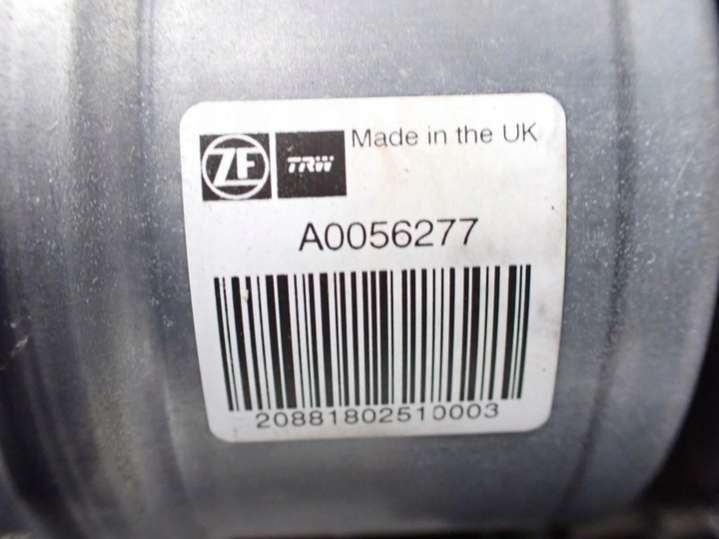 ZF TRW Made in the UK
A0056277
20881802510003